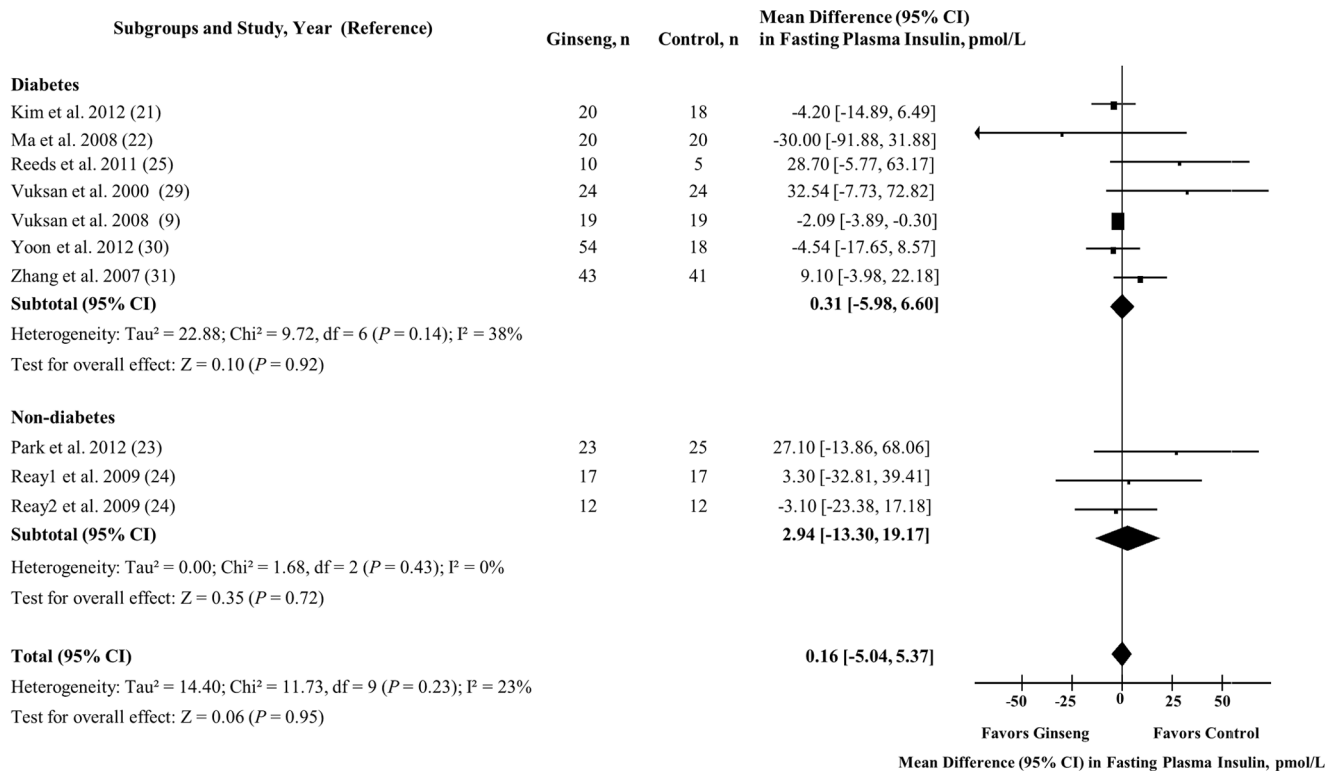 Subgroups and Study, Year (Reference) Ginseng, n Control, n Mean Difference (95% CI) in Fasting Plasma Insulin, pmol/L
Diabetes
Kim et al. 2012 (21) 20 18 -4.20 [-14.89, 6.49]
Ma et al. 2008 (22) 20 20 -30.00 [-91.88, 31.88]
Reeds et al. 2011 (25) 10 5 28.70 [-5.77, 63.17]
Vuksan et al. 2000 (29) 24 24 32.54 [-7.73, 72.82]
Vuksan et al. 2008 (9) 19 19 -2.09 [-3.89, -0.30]
Yoon et al. 2012 (30) 54 18 -4.54 [-17.65, 8.57]
Zhang et al. 2007 (31) 43 41 9.10 [-3.98, 22.18]
Subtotal (95% CI) 0.31 [-5.98, 6.60]
Heterogeneity: Tau² = 22.88; Chi² = 9.72, df = 6 (P = 0.14); I² = 38%
Test for overall effect: Z = 0.10 (P = 0.92)
Non-diabetes
Park et al. 2012 (23) 23 25 27.10 [-13.86, 68.06]
Reay1 et al. 2009 (24) 17 17 3.30 [-32.81, 39.41]
Reay2 et al. 2009 (24) 12 12 -3.10 [-23.38, 17.18]
Subtotal (95% CI) 2.94 [-13.30, 19.17]
Heterogeneity: Tau² = 0.00; Chi² = 1.68, df = 2 (P = 0.43); I² = 0%
Test for overall effect: Z = 0.35 (P = 0.72)
Total (95% CI) 0.16 [-5.04, 5.37]
Heterogeneity: Tau² = 14.40; Chi² = 11.73, df = 9 (P = 0.23); I² = 23%
Test for overall effect: Z = 0.06 (P = 0.95)
-50 -25 0 25 50
Favors Ginseng Favors Control
Mean Difference (95% CI) in Fasting Plasma Insulin, pmol/L